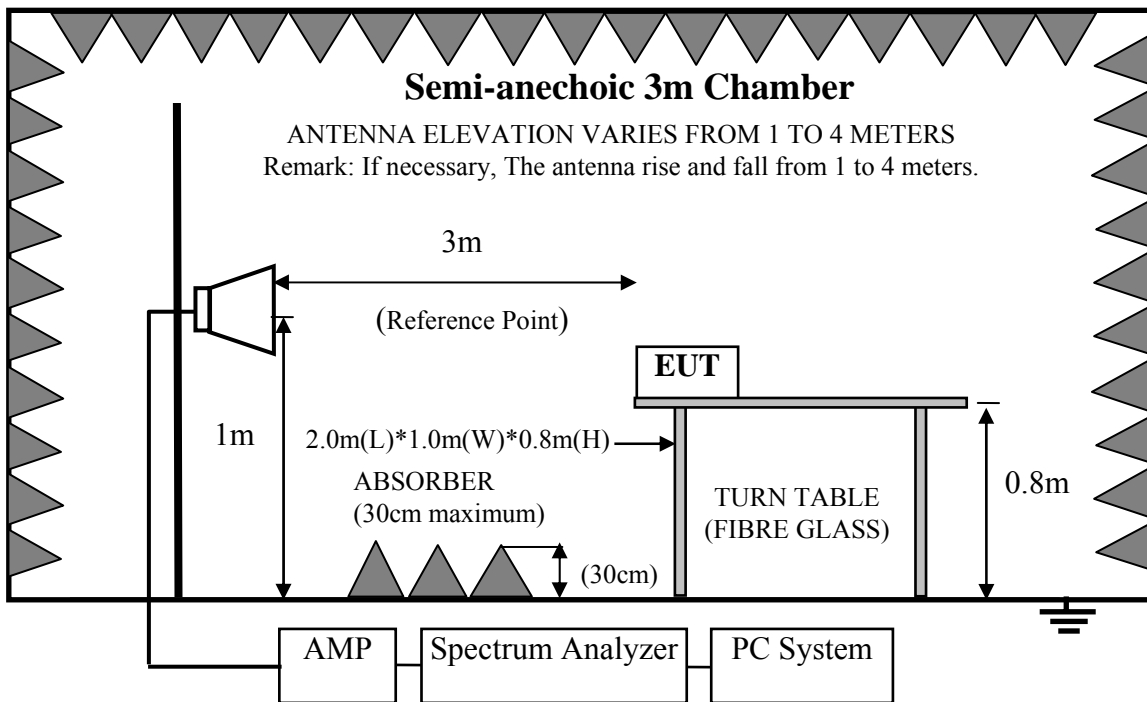 Semi-anechoic 3m Chamber
ANTENNA ELEVATION VARIES FROM 1 TO 4 METERS
Remark: If necessary, The antenna rise and fall from 1 to 4 meters.
3m
(Reference Point)
EUT
1m
2.0m(L)*1.0m(W)*0.8m(H)
ABSORBER
(30cm maximum)
TURN TABLE
(FIBRE GLASS)
0.8m
(30cm)
AMP
Spectrum Analyzer
PC System